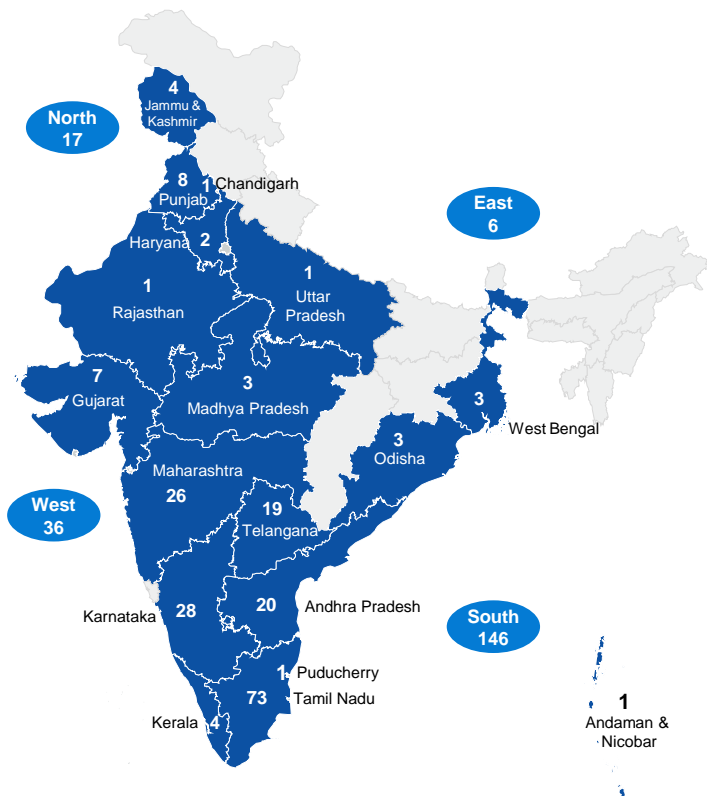 4
Jammu &
Kashmir
North
17
8
Punjab
1
Chandigarh
East
6
Haryana
2
1
Rajasthan
1
Uttar
Pradesh
7
Gujarat
3
Madhya Pradesh
3
West Bengal
3
Odisha
Maharashtra
26
West
36
19
Telangana
Karnataka
28
20
Andhra Pradesh
South
146
1
Puducherry
73
Tamil Nadu
Kerala
4
1
Andaman &
Nicobar